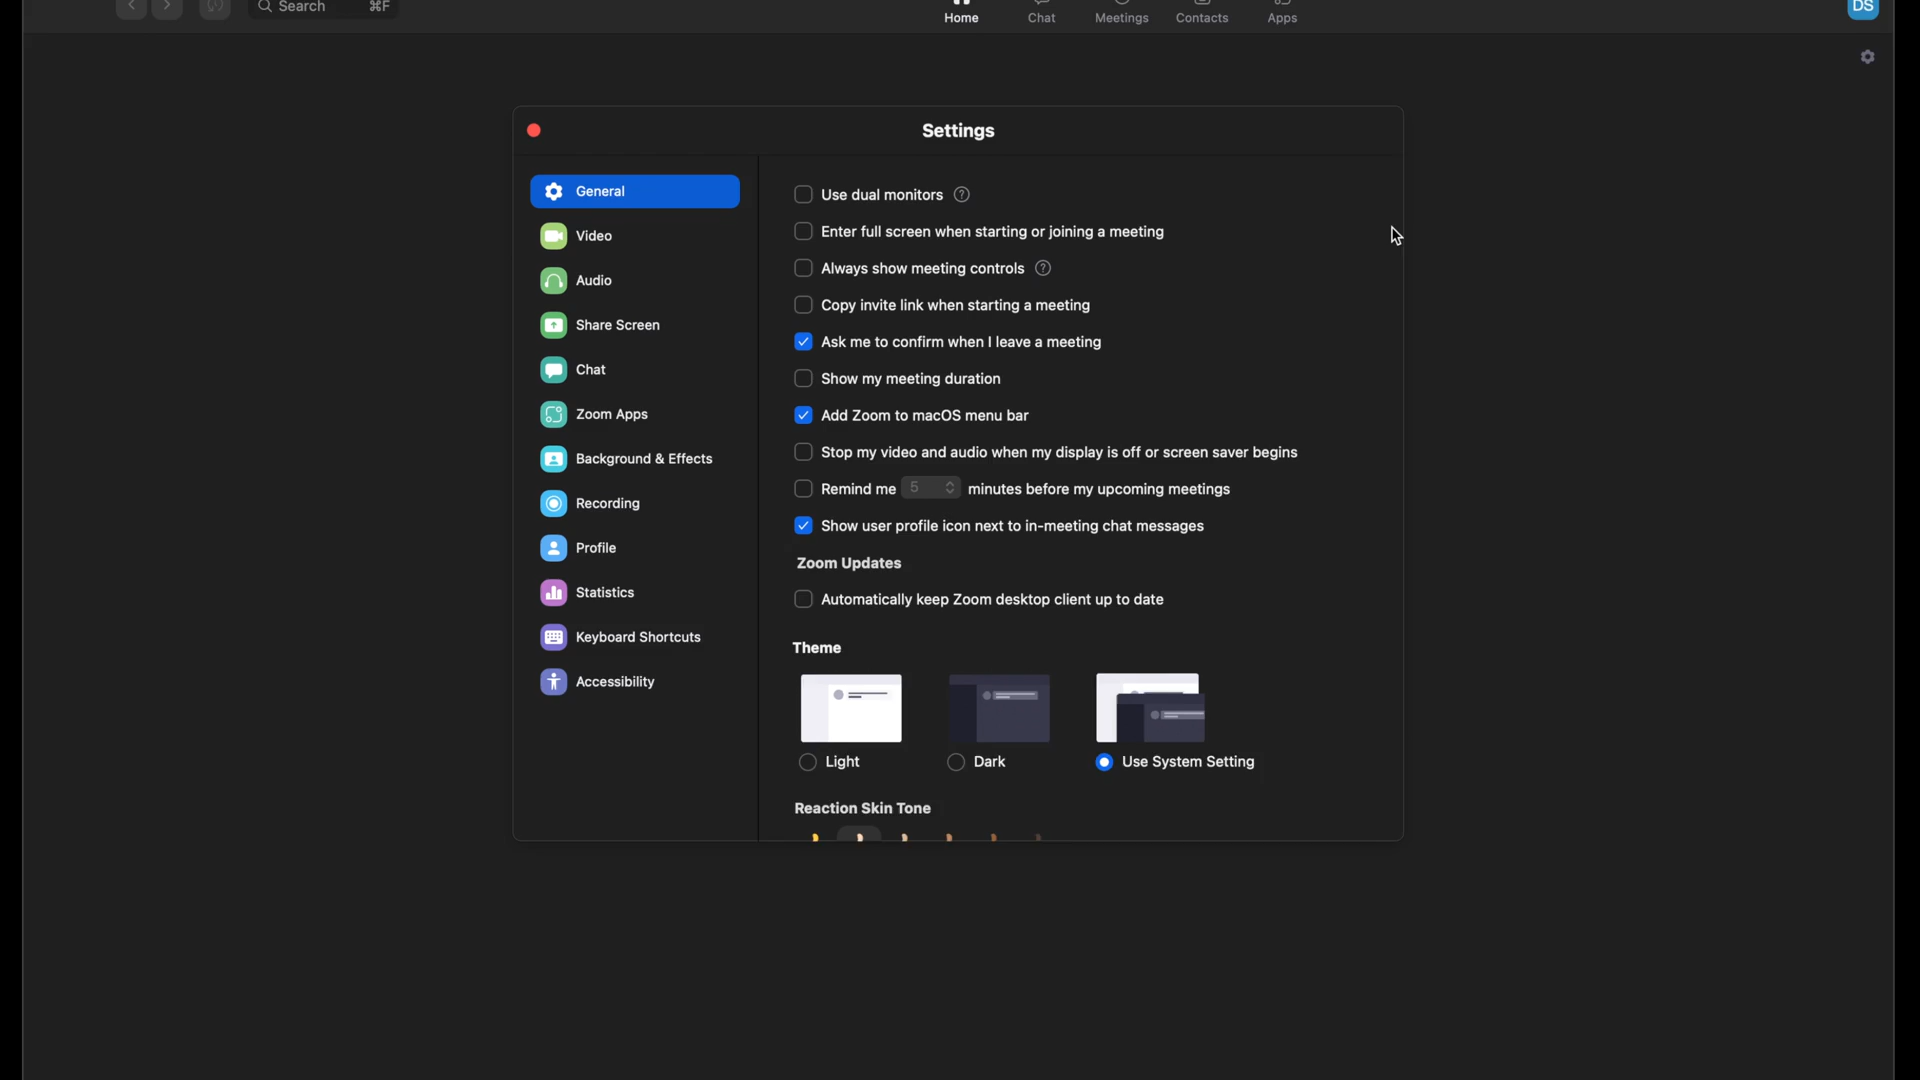 Search ⌘F
Home
Chat
Meetings
Contacts
Apps
DS
Settings
General
Video
Audio
Share Screen
Chat
Zoom Apps
Background & Effects
Recording
Profile
Statistics
Keyboard Shortcuts
Accessibility
Use dual monitors ?
Enter full screen when starting or joining a meeting
Always show meeting controls ?
Copy invite link when starting a meeting
Ask me to confirm when I leave a meeting
Show my meeting duration
Add Zoom to macOS menu bar
Stop my video and audio when my display is off or screen saver begins
Remind me 5 minutes before my upcoming meetings
Show user profile icon next to in-meeting chat messages
Zoom Updates
Automatically keep Zoom desktop client up to date
Theme
Light
Dark
Use System Setting
Reaction Skin Tone